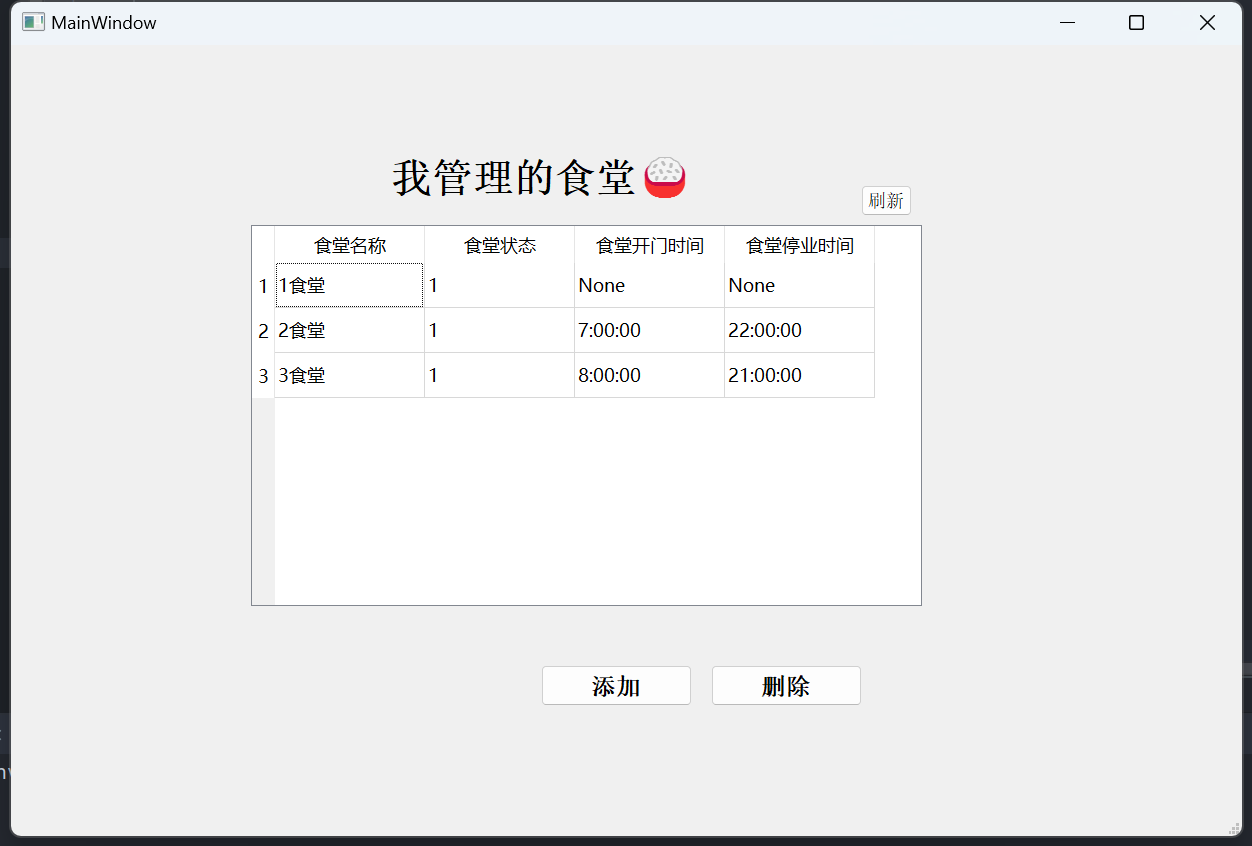 MainWindow
我管理的食堂🍚
刷新
食堂名称 食堂状态 食堂开门时间 食堂停业时间
1 1食堂 1 None None
2 2食堂 1 7:00:00 22:00:00
3 3食堂 1 8:00:00 21:00:00
添加 删除